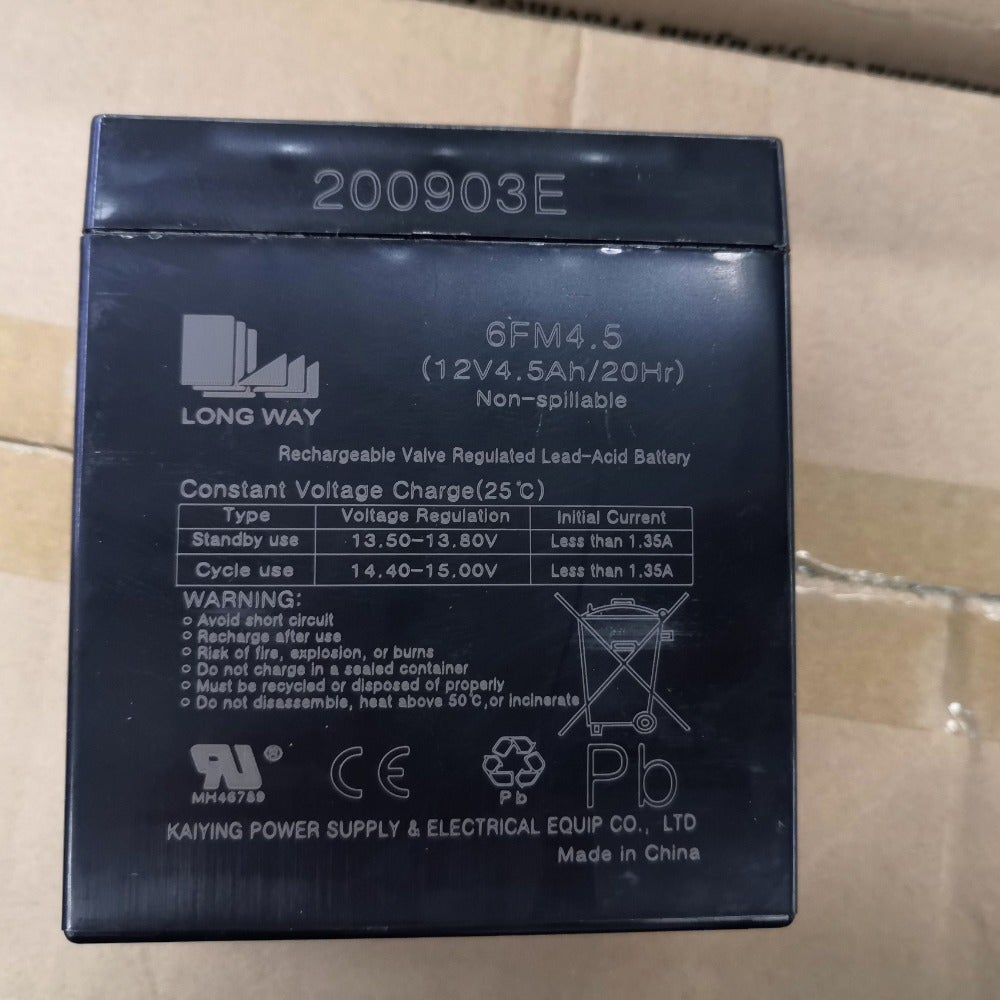 200903E
LONG WAY
6FM4.5
(12V4.5Ah/20Hr)
Non-spillable
Rechargeable Valve Regulated Lead-Acid Battery
Constant Voltage Charge(25℃)
Type Voltage Regulation Initial Current
Standby use 13.50-13.80V Less than 1.35A
Cycle use 14.40-15.00V Less than 1.35A
WARNING:
○ Avoid short circuit
○ Recharge after use
○ Risk of fire, explosion, or burns
○ Do not charge in a sealed container
○ Must be recycled or disposed of properly
○ Do not disassemble, heat above 50℃, or incinerate
RU®
MH46789
CE
Pb
Pb
KAIYING POWER SUPPLY & ELECTRICAL EQUIP CO., LTD
Made in China